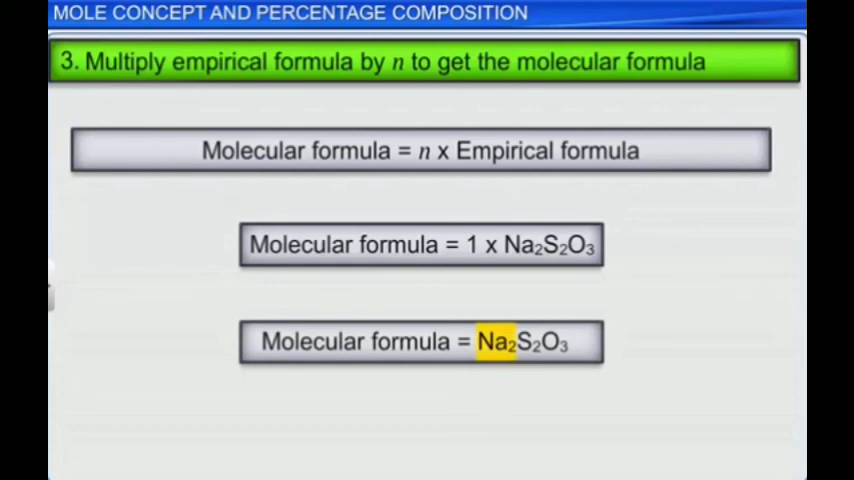 MOLE CONCEPT AND PERCENTAGE COMPOSITION
3. Multiply empirical formula by n to get the molecular formula
Molecular formula = n x Empirical formula
Molecular formula = 1 x Na₂S₂O₃
Molecular formula = Na₂S₂O₃